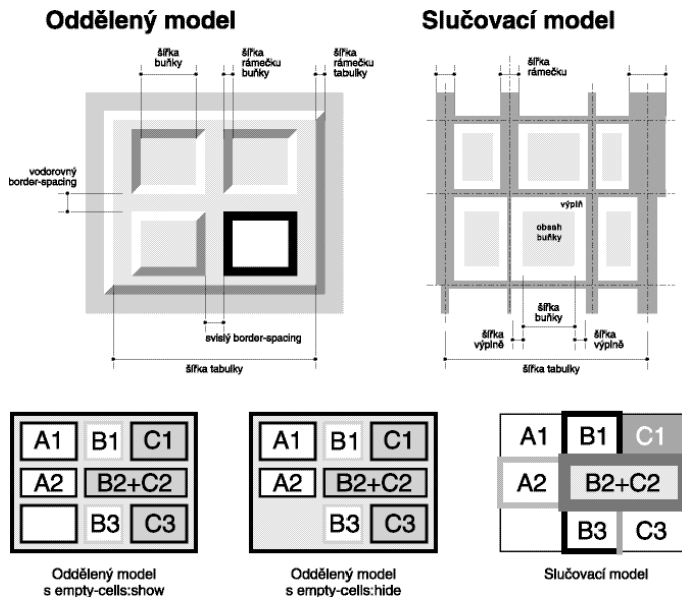 Oddělený model
Slučovací model
šířka
buňky
šířka
rámečku
buňky
šířka
rámečku
tabulky
šířka
rámečku
vodorovný
border-spacing
výplň
obsah
buňky
svislý border-spacing
šířka
buňky
šířka
výplně
šířka
výplně
šířka tabulky
šířka tabulky
A1 B1 C1
A2 B2+C2
B3 C3
A1 B1 C1
A2 B2+C2
B3 C3
A1 B1 C1
A2 B2+C2
B3 C3
Oddělený model
s empty-cells:show
Oddělený model
s empty-cells:hide
Slučovací model